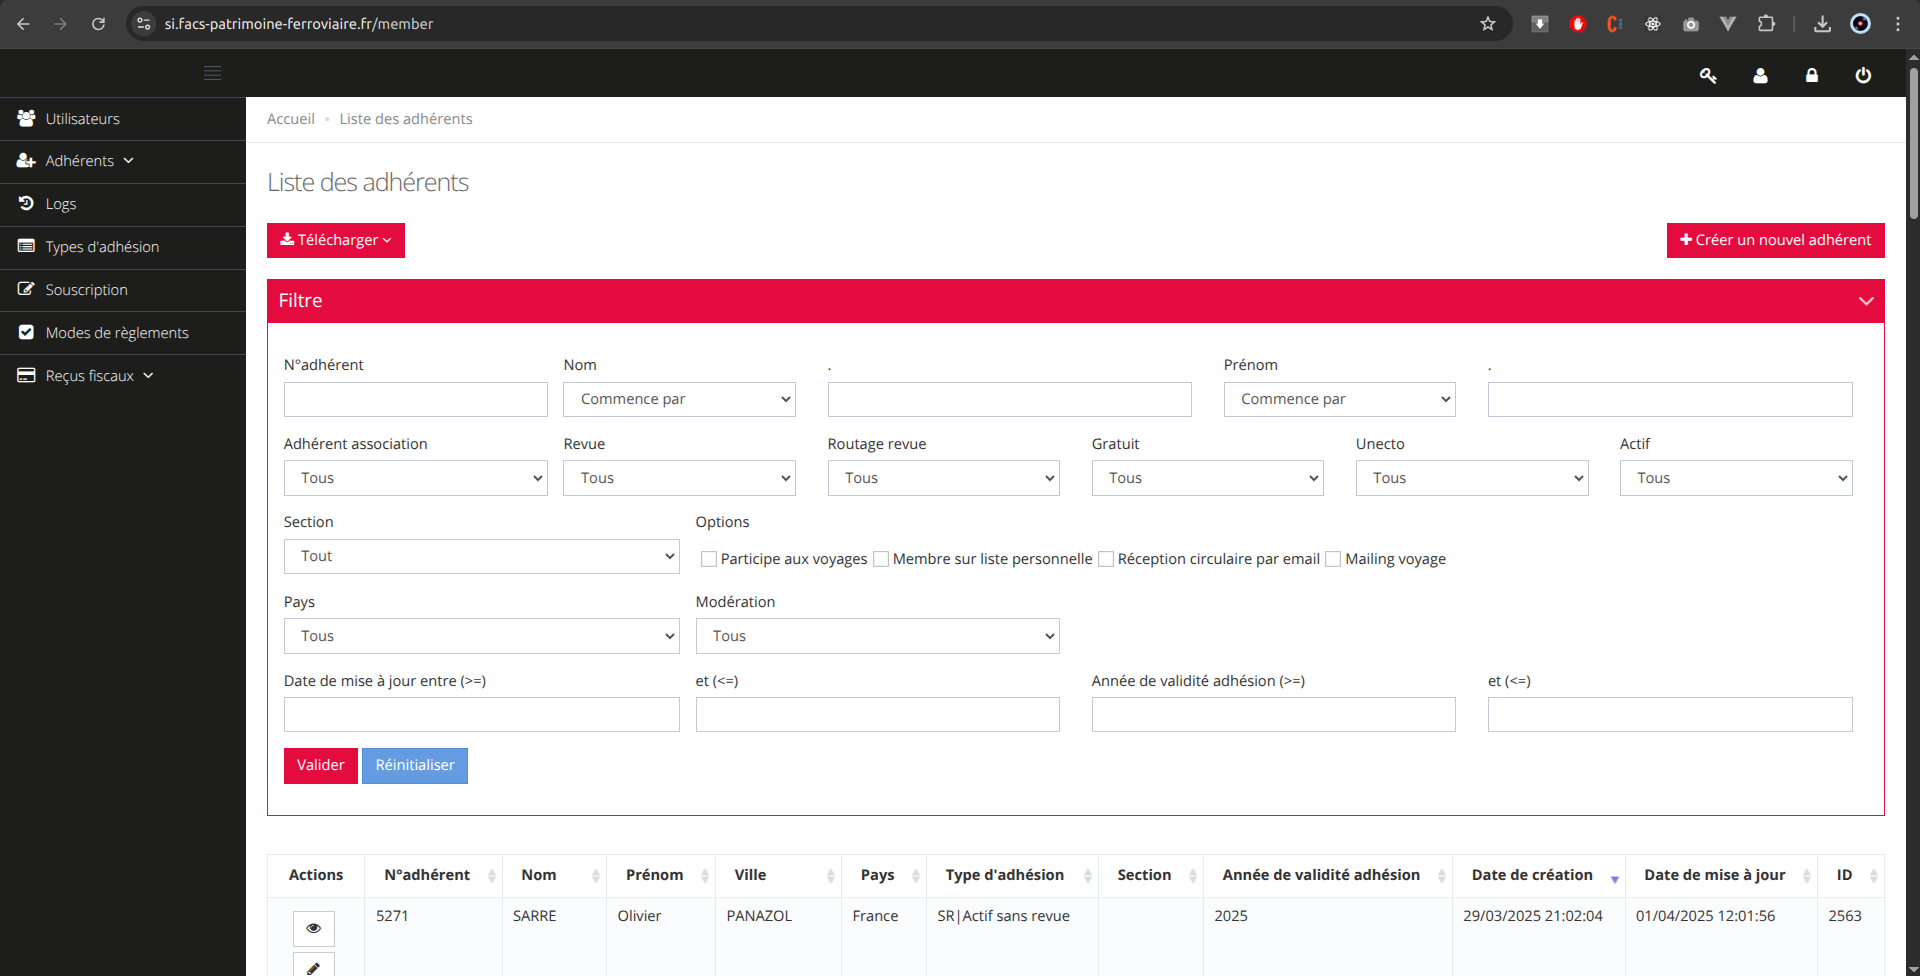 si.facs-patrimoine-ferroviaire.fr/member
Utilisateurs
Adhérents
Logs
Types d'adhésion
Souscription
Modes de règlements
Reçus fiscaux
Accueil • Liste des adhérents
Liste des adhérents
Télécharger
Créer un nouvel adhérent
Filtre
N°adhérent Nom . Prénom .
Commence par Commence par
Adhérent association Revue Routage revue Gratuit Unecto Actif
Tous Tous Tous Tous Tous Tous
Section Options
Tout Participe aux voyages Membre sur liste personnelle Réception circulaire par email Mailing voyage
Pays Modération
Tous Tous
Date de mise à jour entre (>=) et (<=) Année de validité adhésion (>=) et (<=)
Valider Réinitialiser
Actions N°adhérent Nom Prénom Ville Pays Type d'adhésion Section Année de validité adhésion Date de création Date de mise à jour ID
5271 SARRE Olivier PANAZOL France SR|Actif sans revue 2025 29/03/2025 21:02:04 01/04/2025 12:01:56 2563